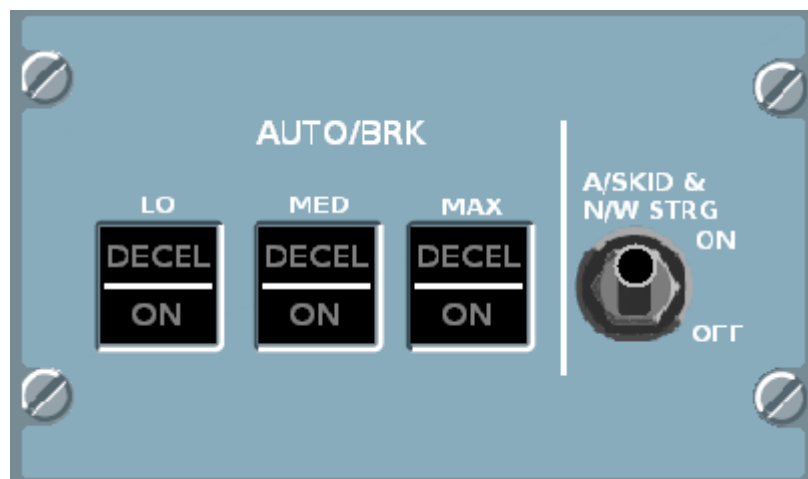 AUTO/BRK
LO MED MAX
DECEL DECEL DECEL
ON ON ON
A/SKID &
N/W STRG
ON
OFF